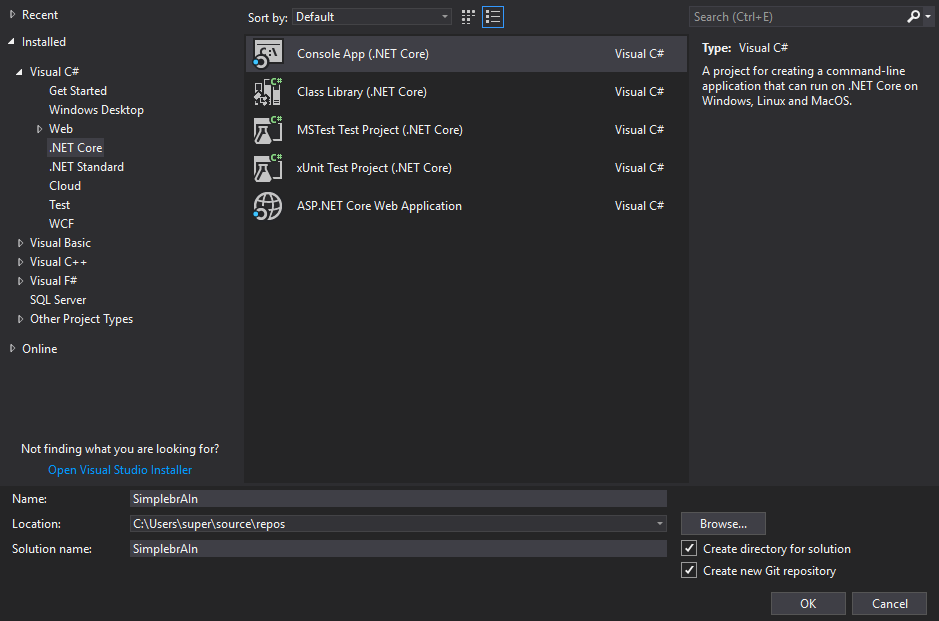 Recent
Installed
Visual C#
Get Started
Windows Desktop
Web
.NET Core
.NET Standard
Cloud
Test
WCF
Visual Basic
Visual C++
Visual F#
SQL Server
Other Project Types
Online
Not finding what you are looking for?
Open Visual Studio Installer
Sort by: Default
C:\
Console App (.NET Core) Visual C#
C#
Class Library (.NET Core) Visual C#
C#
MSTest Test Project (.NET Core) Visual C#
C#
xUnit Test Project (.NET Core) Visual C#
ASP.NET Core Web Application Visual C#
Search (Ctrl+E)
Type: Visual C#
A project for creating a command-line
application that can run on .NET Core on
Windows, Linux and MacOS.
Name: SimplebrAIn
Location: C:\Users\super\source\repos Browse...
Solution name: SimplebrAIn Create directory for solution
Create new Git repository
OK Cancel